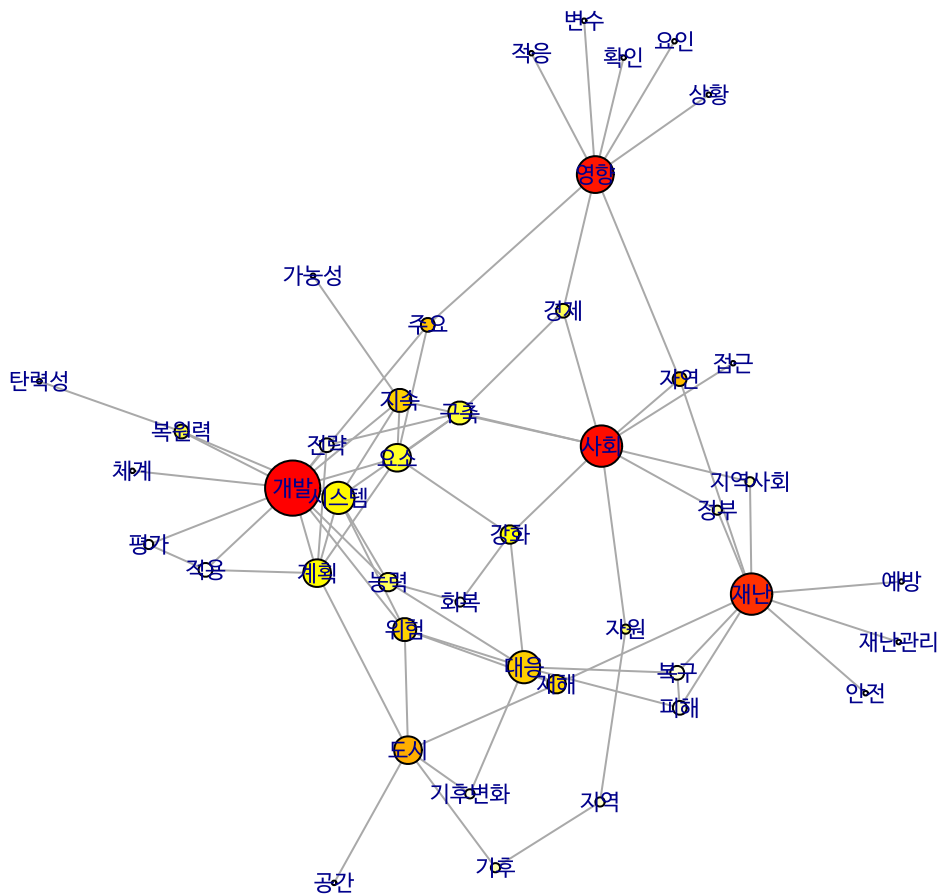 변수
요인
적응
확인
상황
영향
가능성
경제
주요
접근
자연
탄력성
지속
구축
복원력
전략
사회
요소
체계
지역사회
개발
시스템
정부
강화
평가
적용
계획
능력
예방
재난
화복
위험
자원
재난관리
대응
복구
재해
안전
피해
도시
기후변화
지역
기후
공간